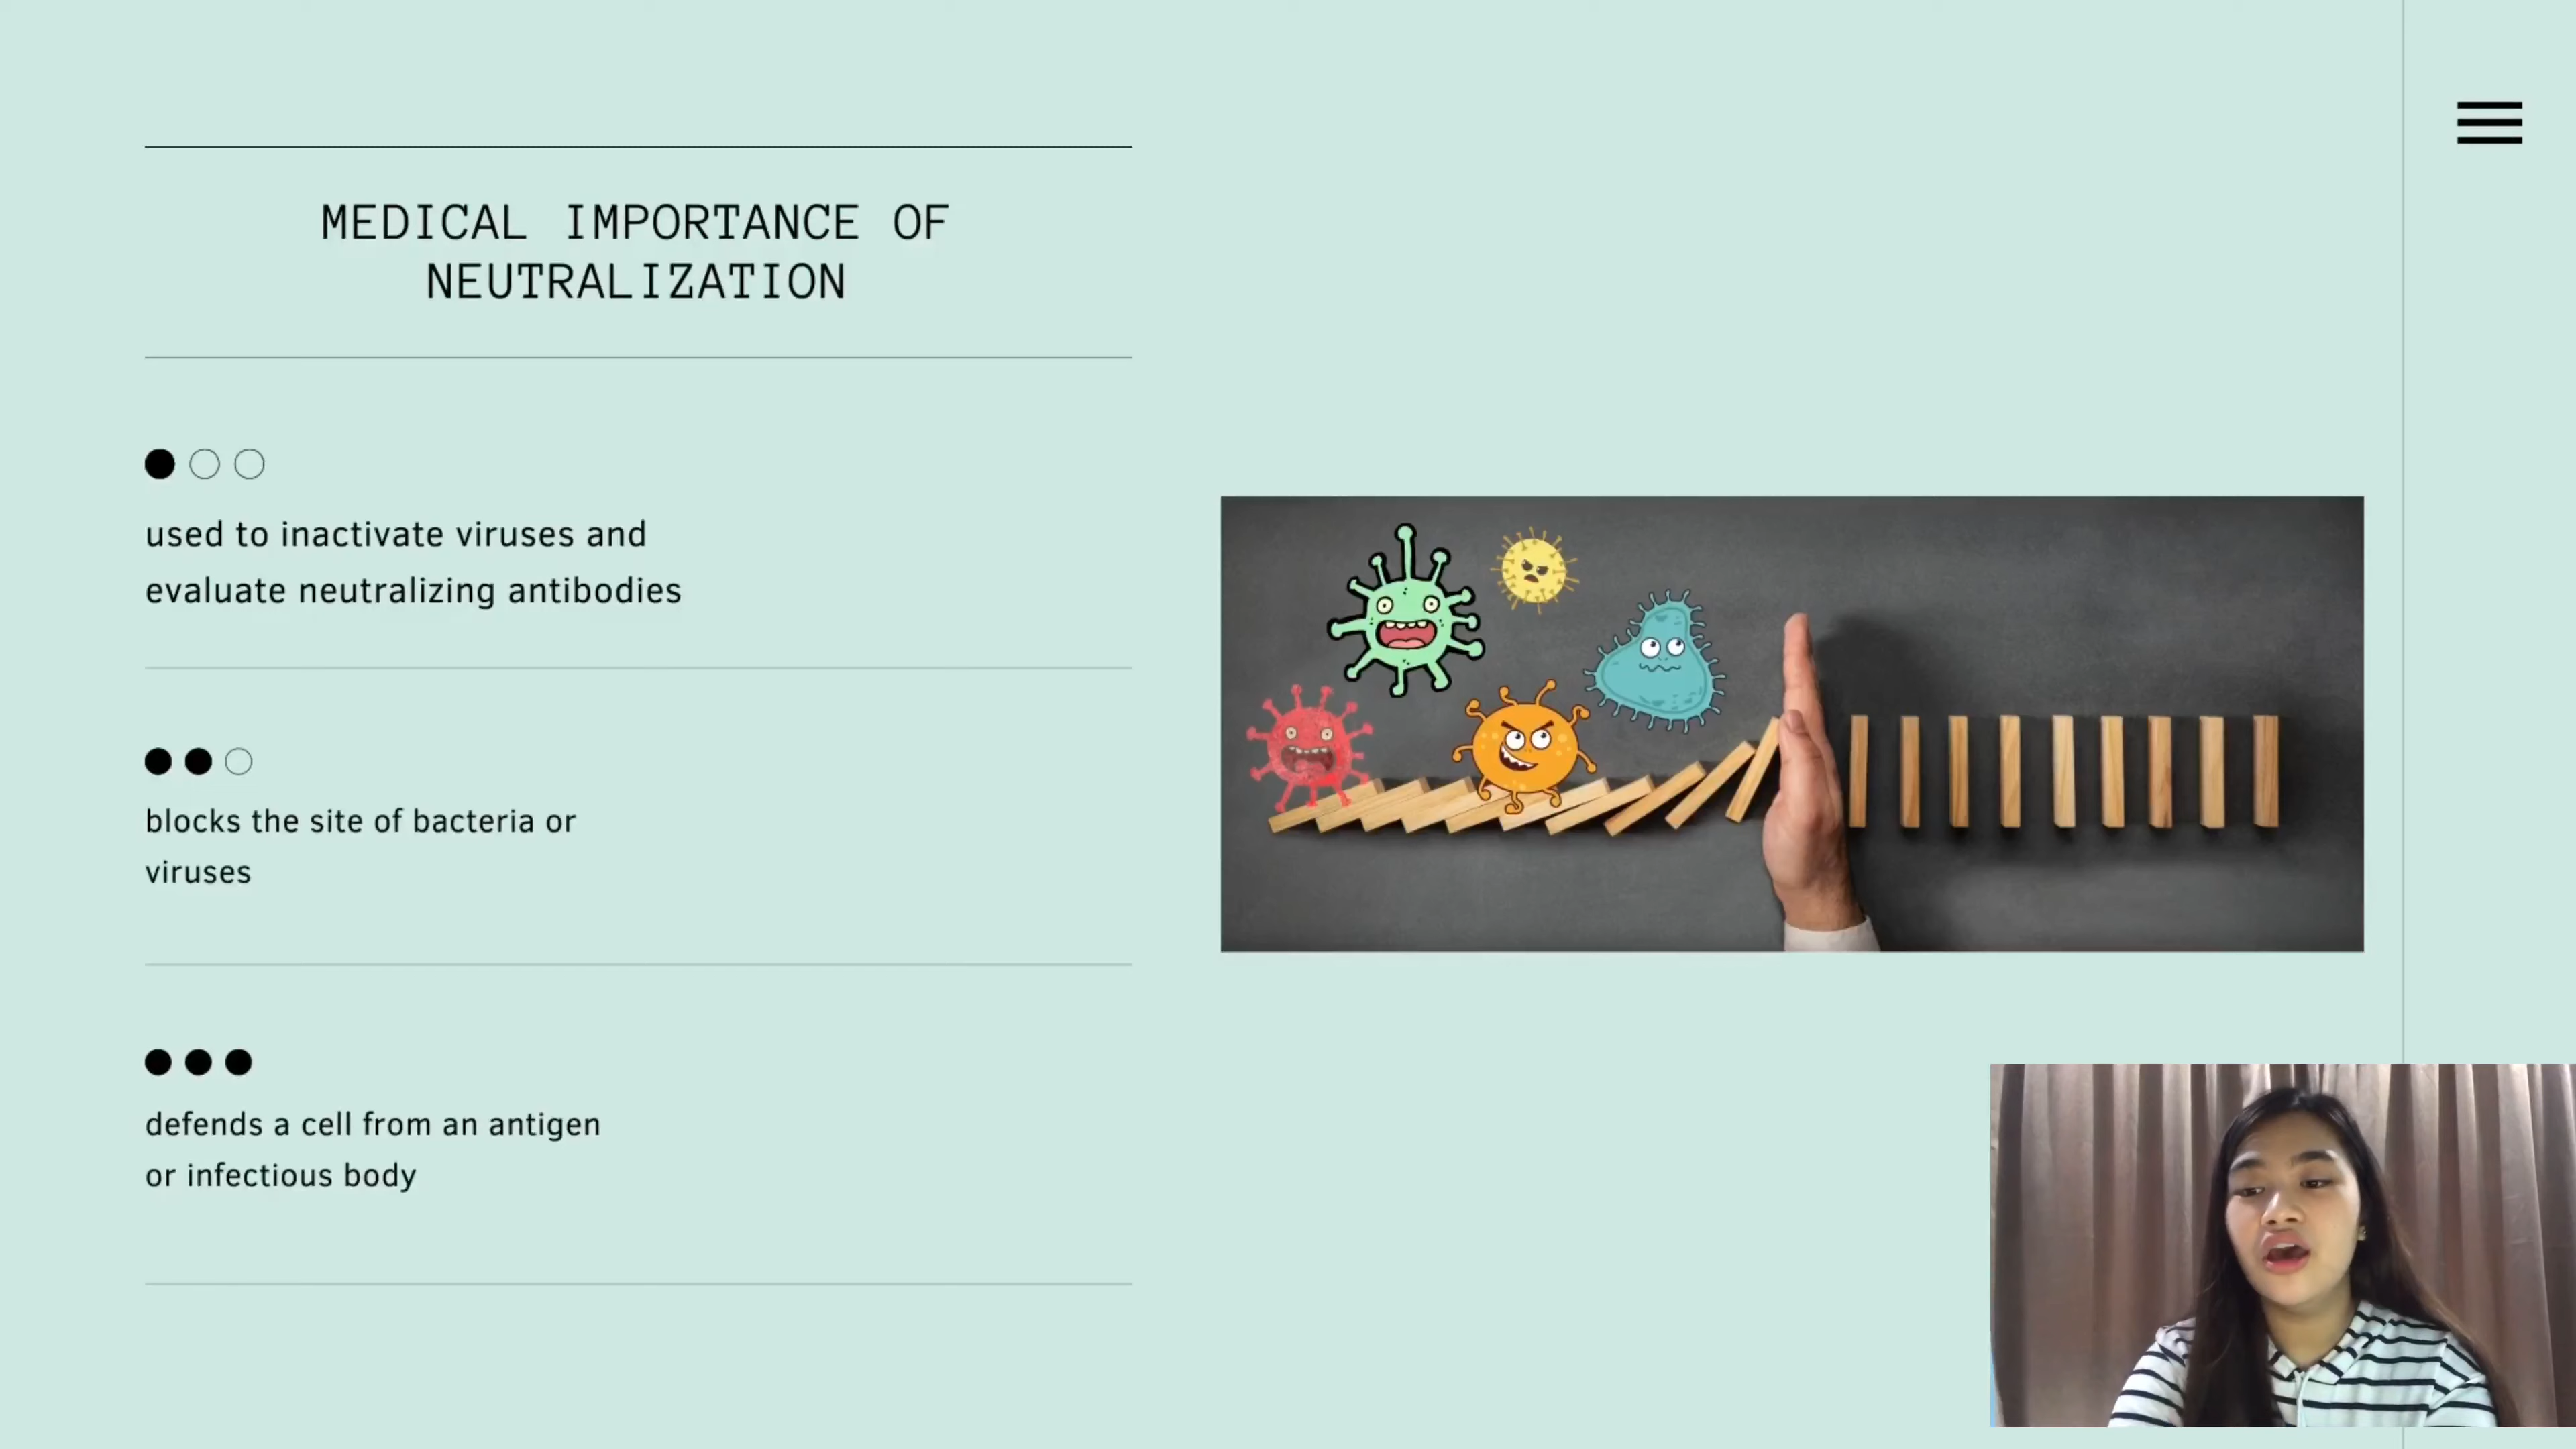 MEDICAL IMPORTANCE OF
NEUTRALIZATION
used to inactivate viruses and
evaluate neutralizing antibodies
blocks the site of bacteria or
viruses
defends a cell from an antigen
or infectious body